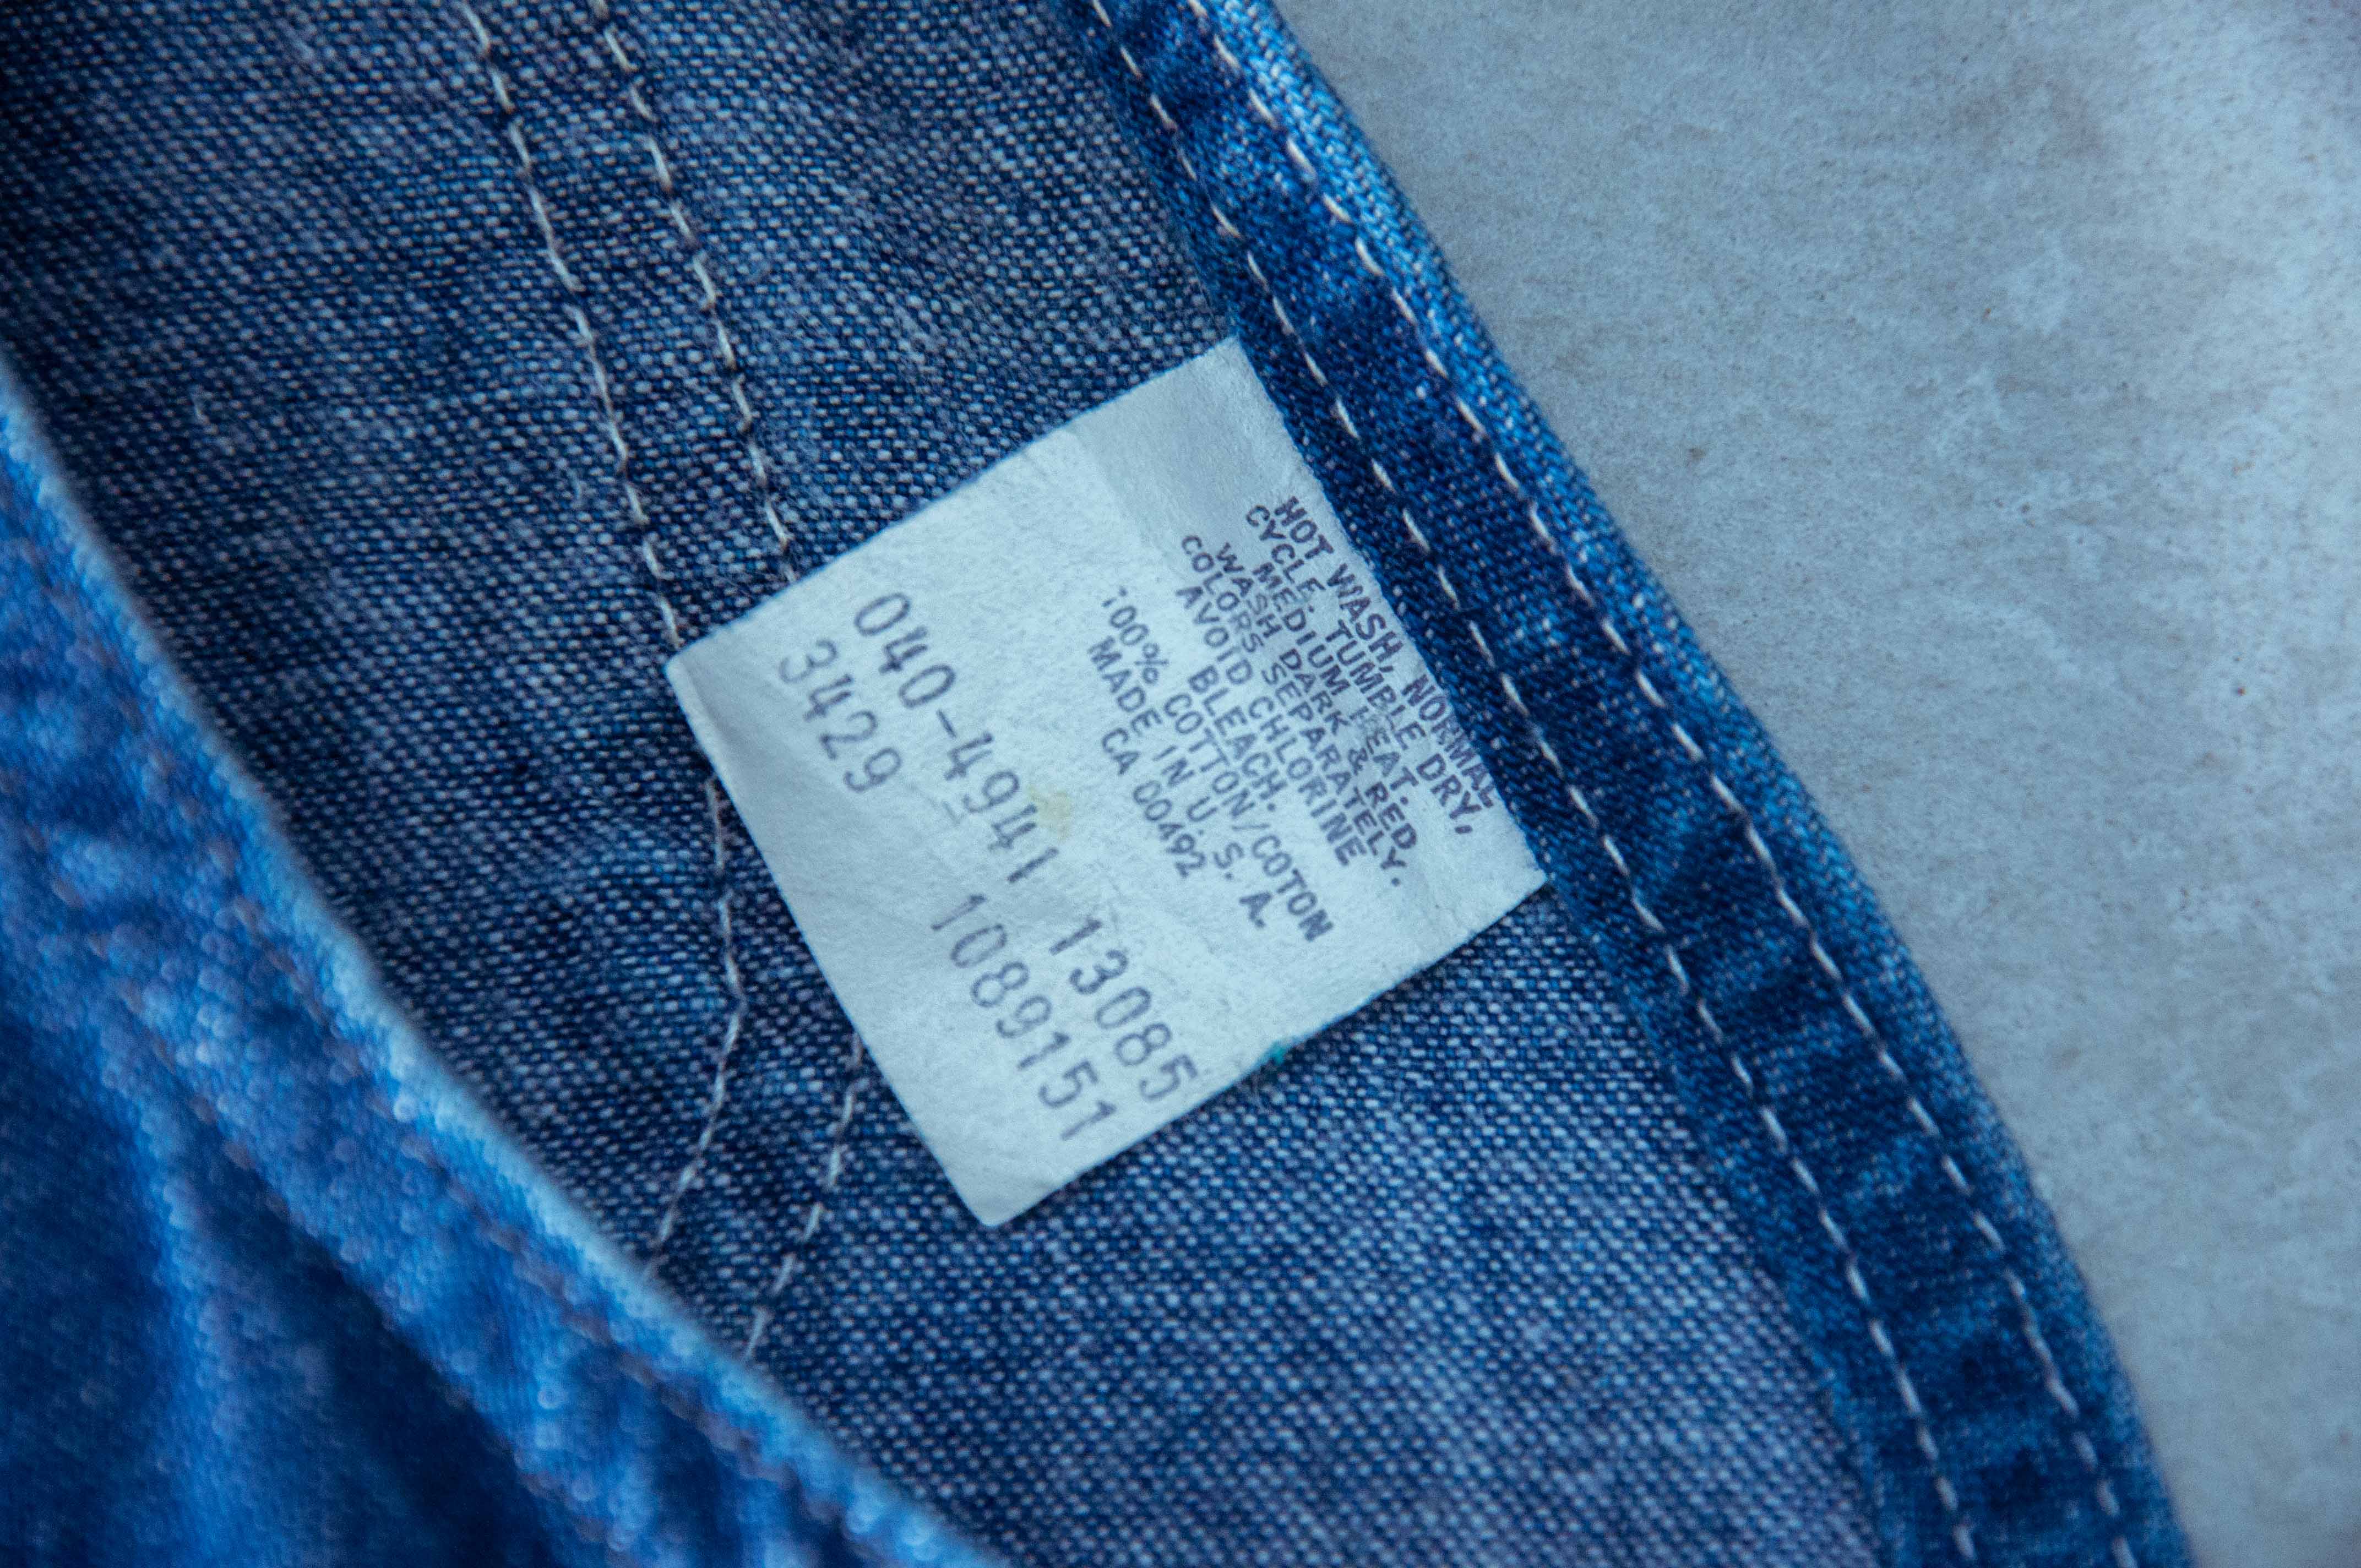 HOT WASH, NORMAL
CYCLE. TUMBLE DRY,
MEDIUM HEAT.
WASH DARK & RED
COLORS SEPARATELY.
AVOID CHLORINE
BLEACH.
100% COTTON/COTON
MADE IN U. S. A.
CA 00492
040-4941 13085
3429 1089151